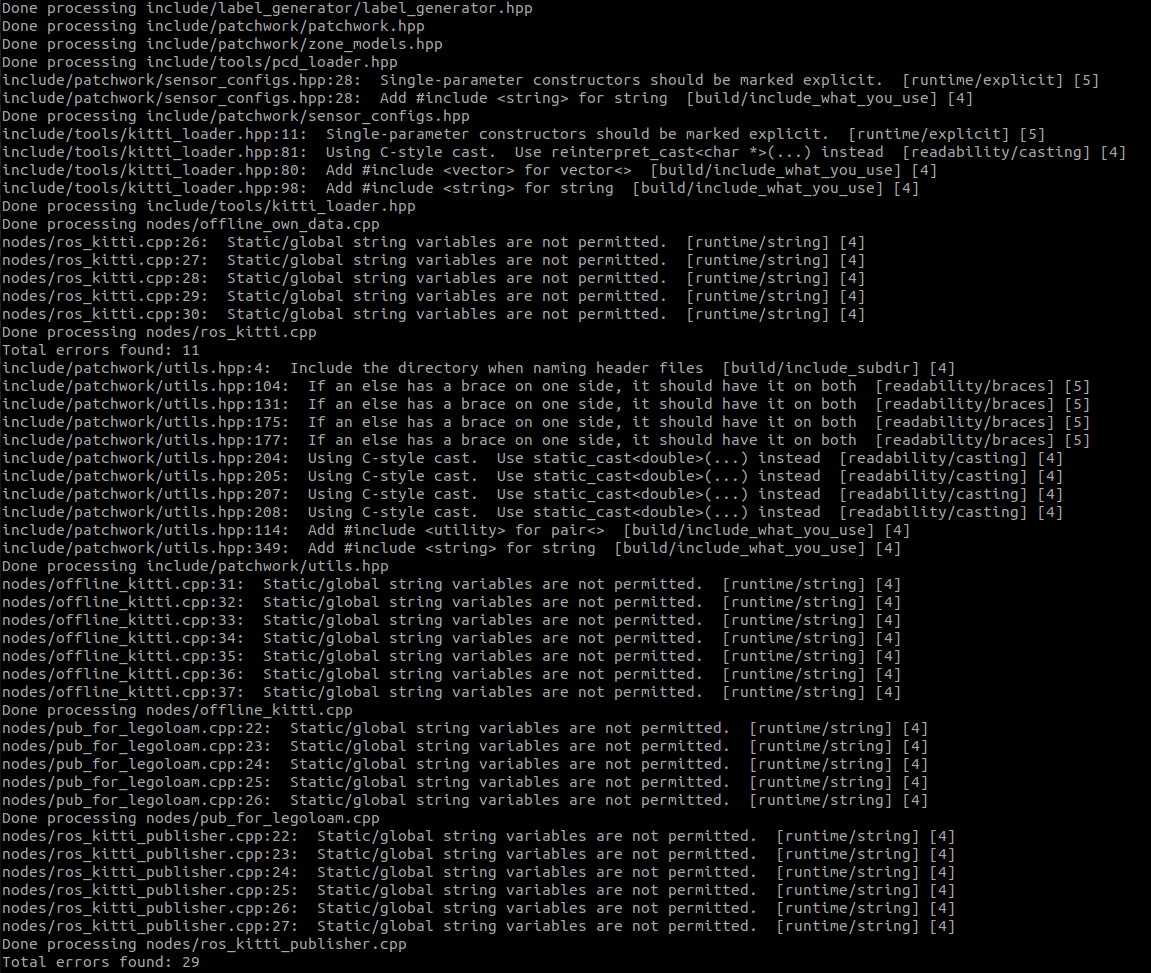 Done processing include/label_generator/label_generator.hpp
Done processing include/patchwork/patchwork.hpp
Done processing include/patchwork/zone_models.hpp
Done processing include/tools/pcd_loader.hpp
include/patchwork/sensor_configs.hpp:28:  Single-parameter constructors should be marked explicit.  [runtime/explicit] [5]
include/patchwork/sensor_configs.hpp:28:  Add #include <string> for string  [build/include_what_you_use] [4]
Done processing include/patchwork/sensor_configs.hpp
include/tools/kitti_loader.hpp:11:  Single-parameter constructors should be marked explicit.  [runtime/explicit] [5]
include/tools/kitti_loader.hpp:81:  Using C-style cast.  Use reinterpret_cast<char *>(...) instead  [readability/casting] [4]
include/tools/kitti_loader.hpp:80:  Add #include <vector> for vector<>  [build/include_what_you_use] [4]
include/tools/kitti_loader.hpp:98:  Add #include <string> for string  [build/include_what_you_use] [4]
Done processing include/tools/kitti_loader.hpp
Done processing nodes/offline_own_data.cpp
nodes/ros_kitti.cpp:26:  Static/global string variables are not permitted.  [runtime/string] [4]
nodes/ros_kitti.cpp:27:  Static/global string variables are not permitted.  [runtime/string] [4]
nodes/ros_kitti.cpp:28:  Static/global string variables are not permitted.  [runtime/string] [4]
nodes/ros_kitti.cpp:29:  Static/global string variables are not permitted.  [runtime/string] [4]
nodes/ros_kitti.cpp:30:  Static/global string variables are not permitted.  [runtime/string] [4]
Done processing nodes/ros_kitti.cpp
Total errors found: 11
include/patchwork/utils.hpp:4:  Include the directory when naming header files  [build/include_subdir] [4]
include/patchwork/utils.hpp:104:  If an else has a brace on one side, it should have it on both  [readability/braces] [5]
include/patchwork/utils.hpp:131:  If an else has a brace on one side, it should have it on both  [readability/braces] [5]
include/patchwork/utils.hpp:175:  If an else has a brace on one side, it should have it on both  [readability/braces] [5]
include/patchwork/utils.hpp:177:  If an else has a brace on one side, it should have it on both  [readability/braces] [5]
include/patchwork/utils.hpp:204:  Using C-style cast.  Use static_cast<double>(...) instead  [readability/casting] [4]
include/patchwork/utils.hpp:205:  Using C-style cast.  Use static_cast<double>(...) instead  [readability/casting] [4]
include/patchwork/utils.hpp:207:  Using C-style cast.  Use static_cast<double>(...) instead  [readability/casting] [4]
include/patchwork/utils.hpp:208:  Using C-style cast.  Use static_cast<double>(...) instead  [readability/casting] [4]
include/patchwork/utils.hpp:114:  Add #include <utility> for pair<>  [build/include_what_you_use] [4]
include/patchwork/utils.hpp:349:  Add #include <string> for string  [build/include_what_you_use] [4]
Done processing include/patchwork/utils.hpp
nodes/offline_kitti.cpp:31:  Static/global string variables are not permitted.  [runtime/string] [4]
nodes/offline_kitti.cpp:32:  Static/global string variables are not permitted.  [runtime/string] [4]
nodes/offline_kitti.cpp:33:  Static/global string variables are not permitted.  [runtime/string] [4]
nodes/offline_kitti.cpp:34:  Static/global string variables are not permitted.  [runtime/string] [4]
nodes/offline_kitti.cpp:35:  Static/global string variables are not permitted.  [runtime/string] [4]
nodes/offline_kitti.cpp:36:  Static/global string variables are not permitted.  [runtime/string] [4]
nodes/offline_kitti.cpp:37:  Static/global string variables are not permitted.  [runtime/string] [4]
Done processing nodes/offline_kitti.cpp
nodes/pub_for_legoloam.cpp:22:  Static/global string variables are not permitted.  [runtime/string] [4]
nodes/pub_for_legoloam.cpp:23:  Static/global string variables are not permitted.  [runtime/string] [4]
nodes/pub_for_legoloam.cpp:24:  Static/global string variables are not permitted.  [runtime/string] [4]
nodes/pub_for_legoloam.cpp:25:  Static/global string variables are not permitted.  [runtime/string] [4]
nodes/pub_for_legoloam.cpp:26:  Static/global string variables are not permitted.  [runtime/string] [4]
Done processing nodes/pub_for_legoloam.cpp
nodes/ros_kitti_publisher.cpp:22:  Static/global string variables are not permitted.  [runtime/string] [4]
nodes/ros_kitti_publisher.cpp:23:  Static/global string variables are not permitted.  [runtime/string] [4]
nodes/ros_kitti_publisher.cpp:24:  Static/global string variables are not permitted.  [runtime/string] [4]
nodes/ros_kitti_publisher.cpp:25:  Static/global string variables are not permitted.  [runtime/string] [4]
nodes/ros_kitti_publisher.cpp:26:  Static/global string variables are not permitted.  [runtime/string] [4]
nodes/ros_kitti_publisher.cpp:27:  Static/global string variables are not permitted.  [runtime/string] [4]
Done processing nodes/ros_kitti_publisher.cpp
Total errors found: 29